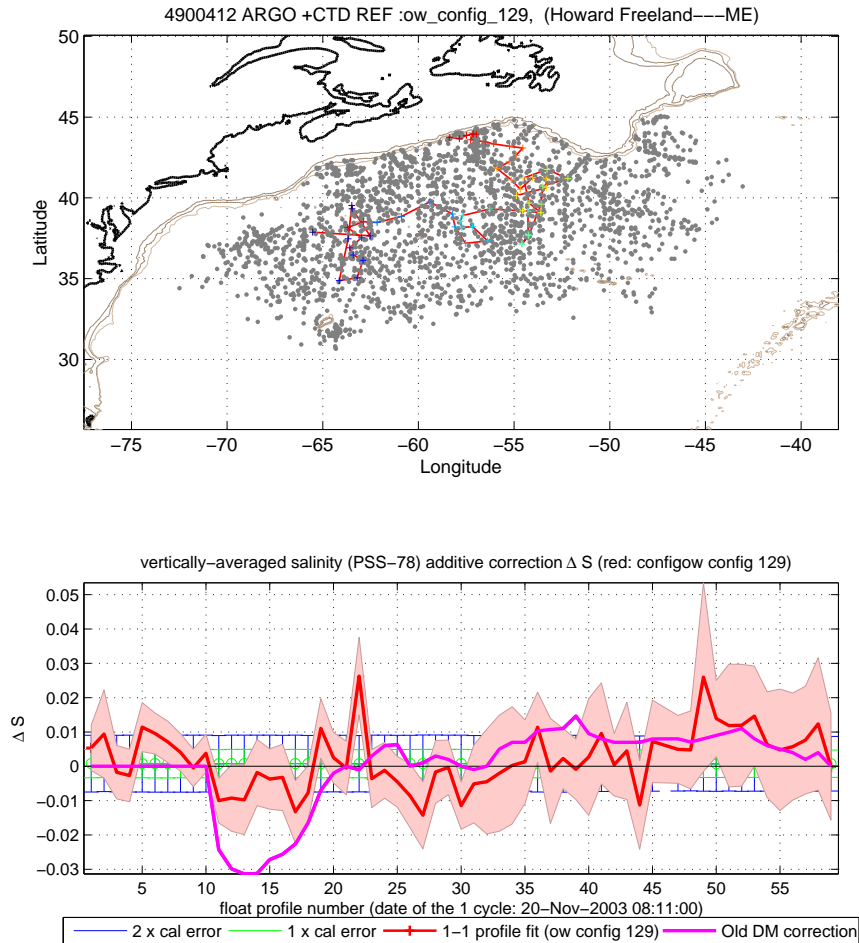 4900412 ARGO +CTD REF :ow_config_129, (Howard Freeland---ME)
50
45
40
35
30
Latitude
−75 −70 −65 −60 −55 −50 −45 −40
Longitude
vertically−averaged salinity (PSS−78) additive correction Δ S (red: configow config 129)
0.05
0.04
0.03
0.02
0.01
0
−0.01
−0.02
−0.03
Δ S
5 10 15 20 25 30 35 40 45 50 55
float profile number (date of the 1 cycle: 20−Nov−2003 08:11:00)
2 x cal error 1 x cal error 1−1 profile fit (ow config 129) Old DM correction